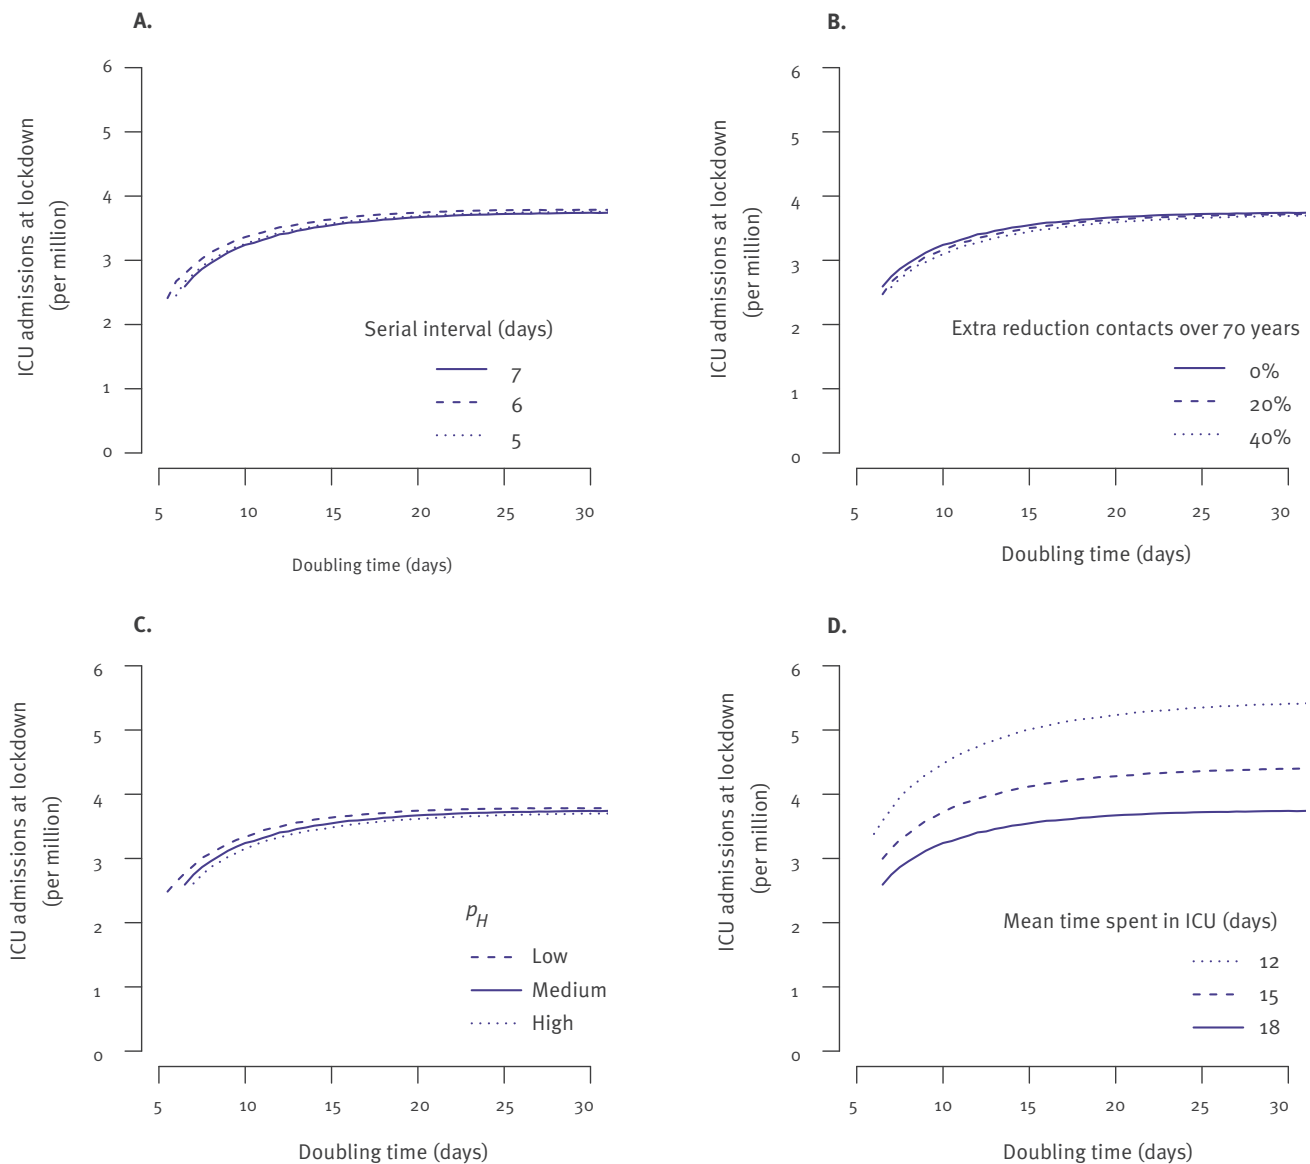 A.
ICU admissions at lockdown
(per million)
6
5
4
3
2
1
0
Serial interval (days)
7
6
5
5 10 15 20 25 30
Doubling time (days)
B.
ICU admissions at lockdown
(per million)
6
5
4
3
2
1
0
Extra reduction contacts over 70 years
0%
20%
40%
5 10 15 20 25 30
Doubling time (days)
C.
ICU admissions at lockdown
(per million)
6
5
4
3
2
1
0
pH
Low
Medium
High
5 10 15 20 25 30
Doubling time (days)
D.
ICU admissions at lockdown
(per million)
6
5
4
3
2
1
0
Mean time spent in ICU (days)
12
15
18
5 10 15 20 25 30
Doubling time (days)